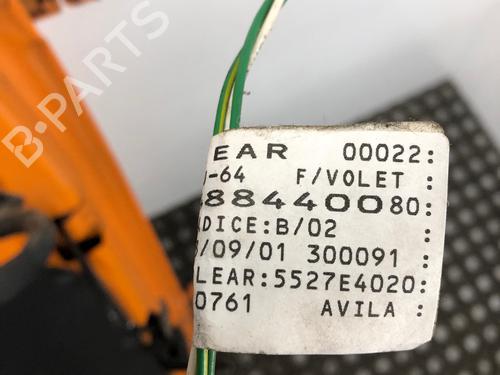 B-PARTS
EAR 00022:
-64 F/VOLET :
88440080:
DICE:B/02 :
/09/01 300091 :
LEAR:5527E4020:
0761 AVILA :